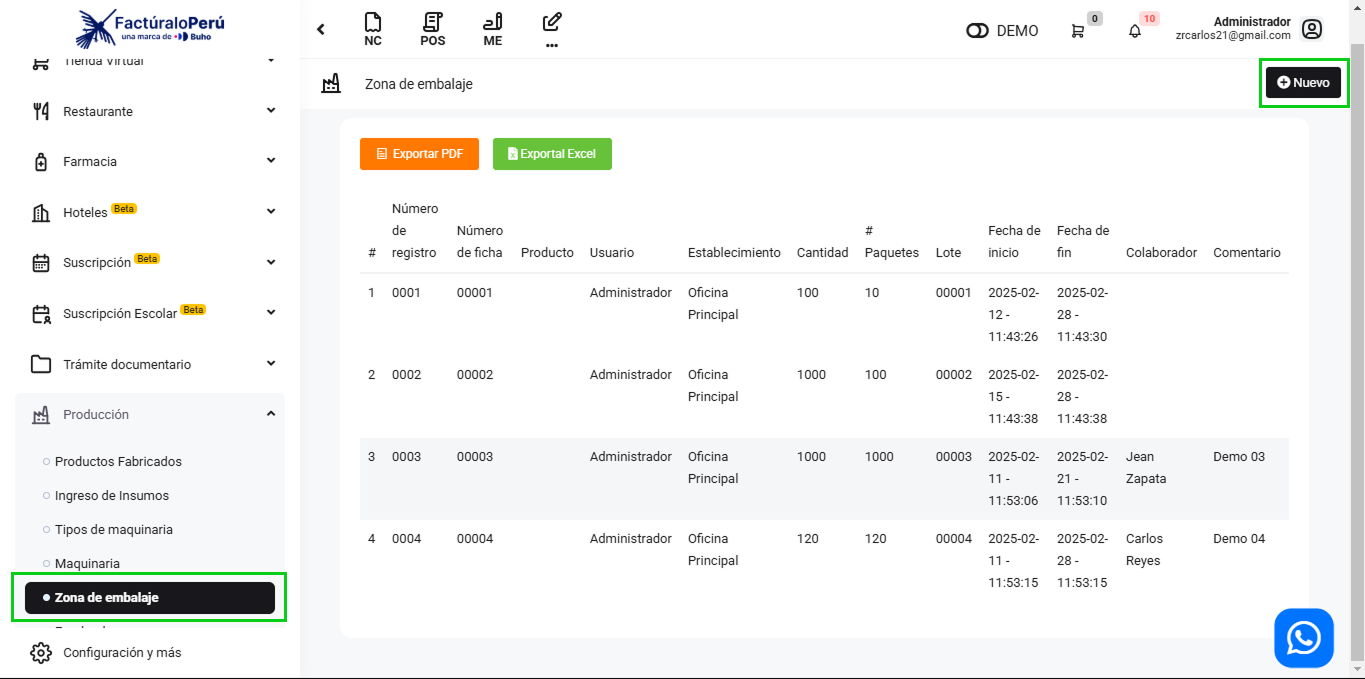 FactúraloPerú
una marca de Buho
Tienda Virtual
Restaurante
Farmacia
Hoteles Beta
Suscripción Beta
Suscripción Escolar Beta
Trámite documentario
Producción
Productos Fabricados
Ingreso de Insumos
Tipos de maquinaria
Maquinaria
Zona de embalaje
Configuración y más
NC
POS
ME
...
DEMO
0
10
Administrador
zrcarlos21@gmail.com
Zona de embalaje
Nuevo
Exportar PDF
Exportal Excel
# Número de registro Número de ficha Producto Usuario Establecimiento Cantidad # Paquetes Lote Fecha de inicio Fecha de fin Colaborador Comentario
1 0001 00001 Administrador Oficina Principal 100 10 00001 2025-02-12 - 11:43:26 2025-02-28 - 11:43:30
2 0002 00002 Administrador Oficina Principal 1000 100 00002 2025-02-15 - 11:43:38 2025-02-28 - 11:43:38
3 0003 00003 Administrador Oficina Principal 1000 1000 00003 2025-02-11 - 11:53:06 2025-02-21 - 11:53:10 Jean Zapata Demo 03
4 0004 00004 Administrador Oficina Principal 120 120 00004 2025-02-11 - 11:53:15 2025-02-28 - 11:53:15 Carlos Reyes Demo 04